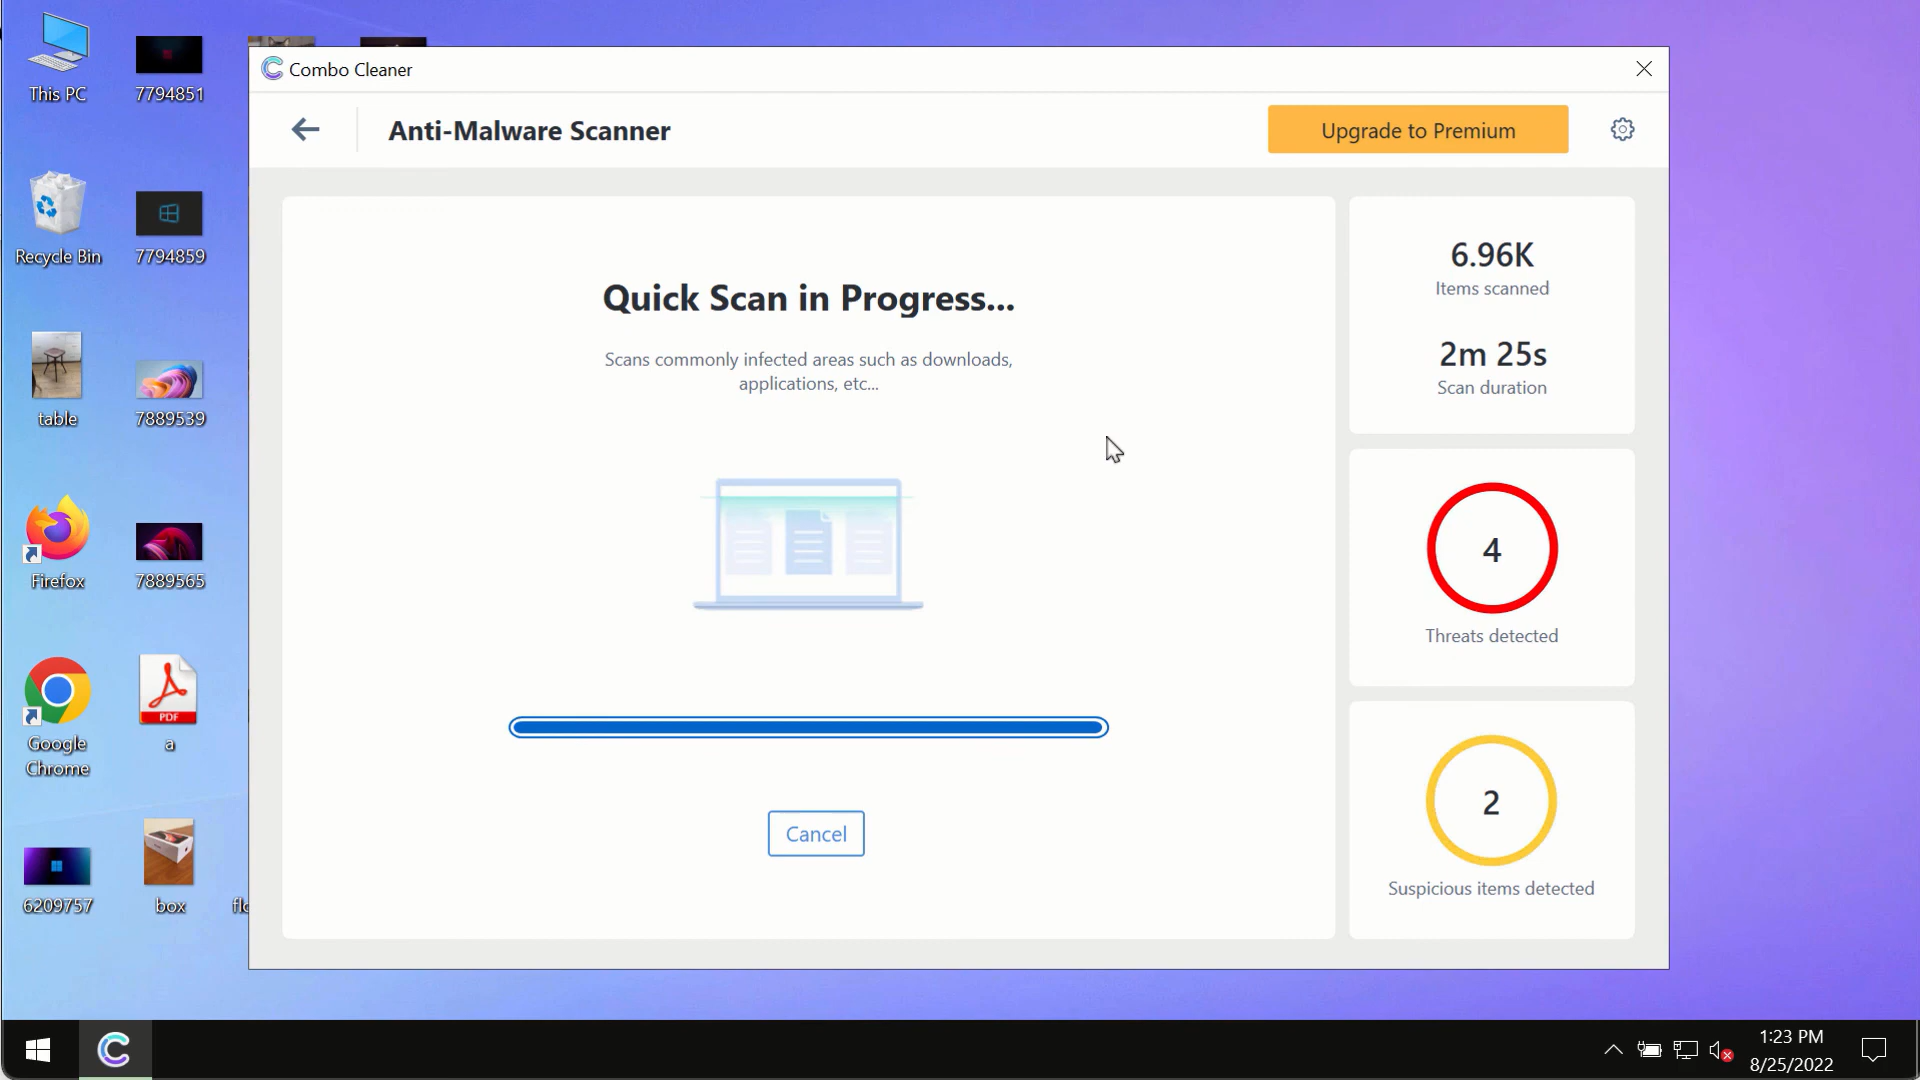 This PC
7794851
Recycle Bin
7794859
table
7889539
Firefox
7889565
Google
Chrome
PDF
a
6209757
box
Combo Cleaner
Anti-Malware Scanner
Upgrade to Premium
Quick Scan in Progress...
Scans commonly infected areas such as downloads,
applications, etc...
Cancel
6.96K
Items scanned
2m 25s
Scan duration
4
Threats detected
2
Suspicious items detected
1:23 PM
8/25/2022